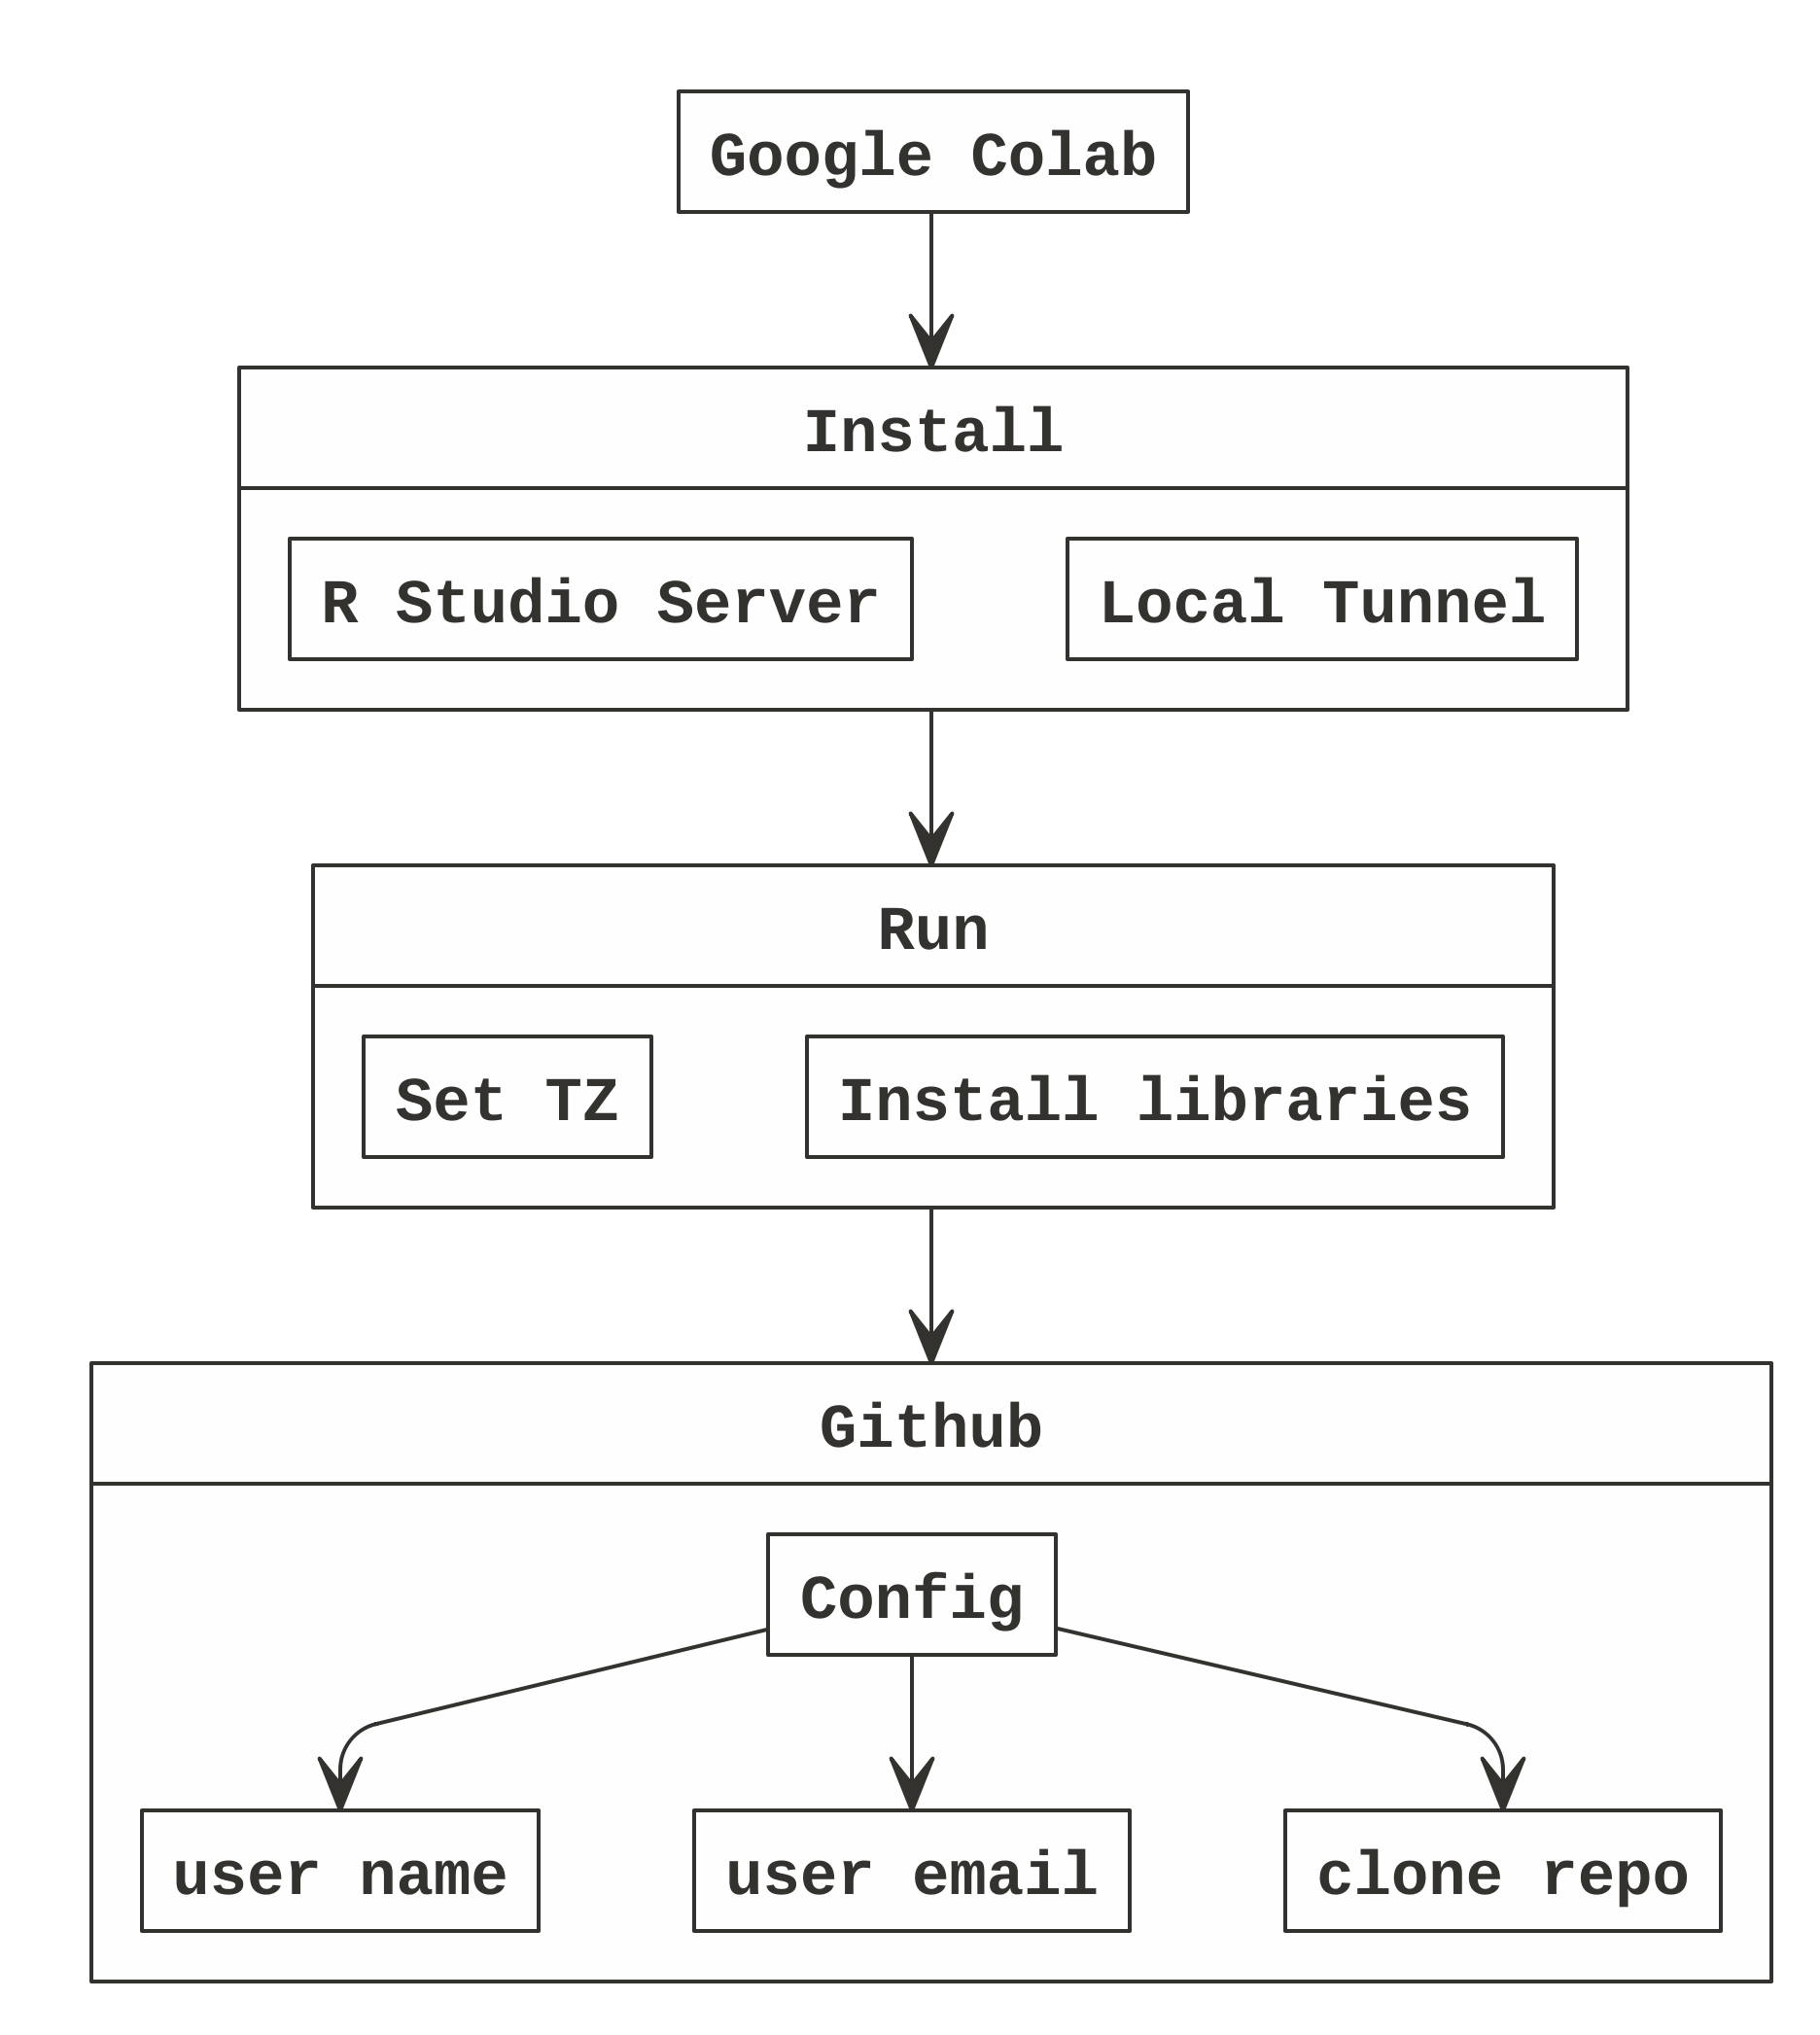 Google Colab
Install
R Studio Server
Local Tunnel
Run
Set TZ
Install libraries
Github
Config
user name
user email
clone repo